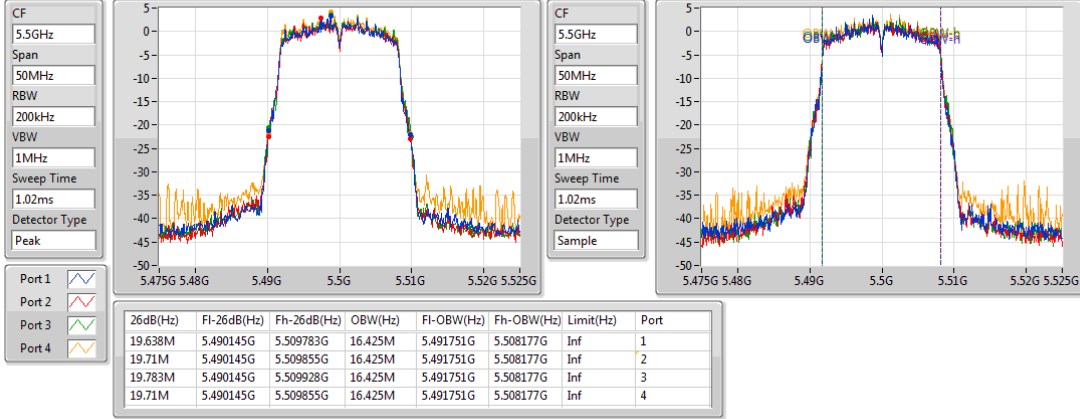 CF
5.5GHz
Span
50MHz
RBW
200kHz
VBW
1MHz
Sweep Time
1.02ms
Detector Type
Peak
5
0
-5
-10
-15
-20
-25
-30
-35
-40
-45
-50
5.475G 5.48G 5.49G 5.5G 5.51G 5.52G 5.525G
CF
5.5GHz
Span
50MHz
RBW
200kHz
VBW
1MHz
Sweep Time
1.02ms
Detector Type
Sample
5
0
-5
-10
-15
-20
-25
-30
-35
-40
-45
-50
5.475G 5.48G 5.49G 5.5G 5.51G 5.52G 5.525G
Port 1
Port 2
Port 3
Port 4
26dB(Hz) Fl-26dB(Hz) Fh-26dB(Hz) OBW(Hz) Fl-OBW(Hz) Fh-OBW(Hz) Limit(Hz) Port
19.638M 5.490145G 5.509783G 16.425M 5.491751G 5.508177G Inf 1
19.71M 5.490145G 5.509855G 16.425M 5.491751G 5.508177G Inf 2
19.783M 5.490145G 5.509928G 16.425M 5.491751G 5.508177G Inf 3
19.71M 5.490145G 5.509855G 16.425M 5.491751G 5.508177G Inf 4